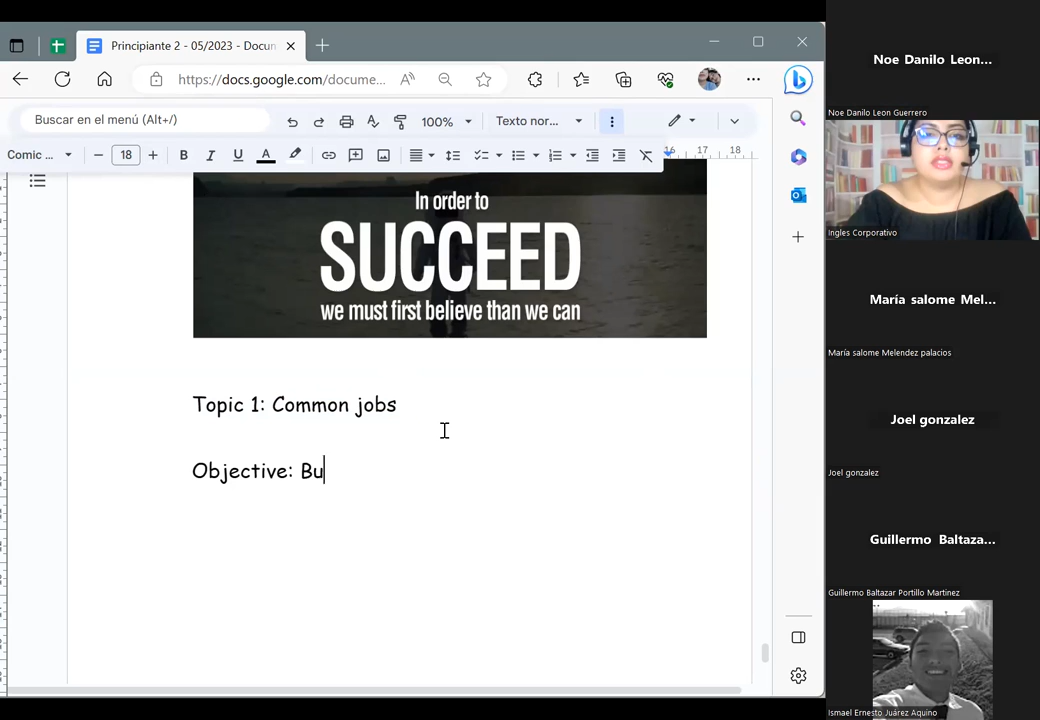 Principiante 2 - 05/2023 - Docun
https://docs.google.com/docume...
Buscar en el menú (Alt+/)
100%
Texto nor...
Comic ...
18
16 17 18
In order to
SUCCEED
we must first believe than we can
Topic 1: Common jobs
Objective: Bu
Noe Danilo Leon...
Noe Danilo Leon Guerrero
Ingles Corporativo
María salome Mel...
María salome Melendez palacios
Joel gonzalez
Joel gonzalez
Guillermo Baltaza...
Guillermo Baltazar Portillo Martinez
Ismael Ernesto Juárez Aquino